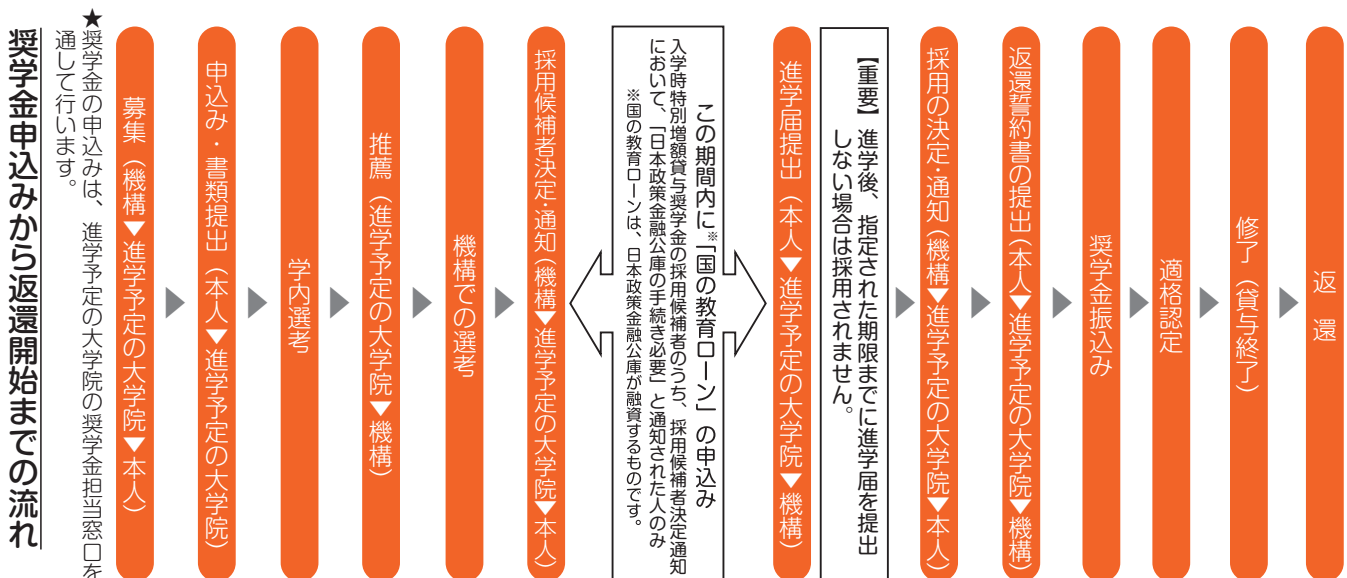 奨学金申込みから返還開始までの流れ
★奨学金の申込みは、進学予定の大学院の奨学金担当窓口を
通して行います。
募集（機構▼進学予定の大学院▼本人）
申込み・書類提出（本人▼進学予定の大学院）
学内選考
推薦（進学予定の大学院▼機構）
機構での選考
採用候補者決定・通知（機構▼進学予定の大学院▼本人）
この期間内に※「国の教育ローン」の申込み
入学時特別増額貸与奨学金の採用候補者のうち、採用候補者決定通知
において、「日本政策金融公庫の手続き必要」と通知された人のみ
※国の教育ローンは、日本政策金融公庫が融資するものです。
進学届提出（本人▼進学予定の大学院▼機構）
【重要】進学後、指定された期限までに進学届を提出
しない場合は採用されません。
採用の決定・通知（機構▼進学予定の大学院▼本人）
返還誓約書の提出（本人▼進学予定の大学院▼機構）
奨学金振込み
適格認定
修了（貸与終了）
返還